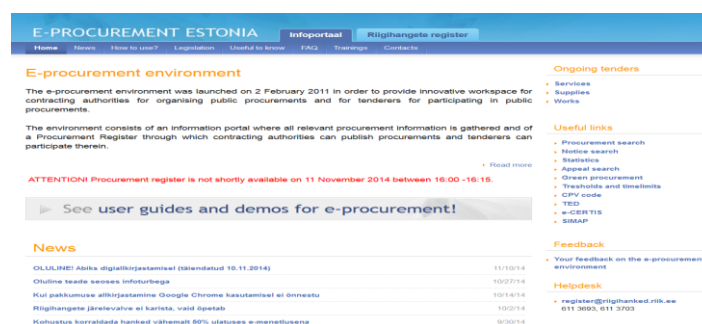 E-PROCUREMENT ESTONIA
Infoportaal
Riigihangete register
Home News How to use? Legislation Useful to know FAQ Trainings Contacts
E-procurement environment
The e-procurement environment was launched on 2 February 2011 in order to provide innovative workspace for
contracting authorities for organising public procurements and for tenderers for participating in public
procurements.
The environment consists of an information portal where all relevant procurement information is gathered and of
a Procurement Register through which contracting authorities can publish procurements and tenderers can
participate therein.
Read more
ATTENTION! Procurement register is not shortly available on 11 November 2014 between 16:00 -16:15.
See user guides and demos for e-procurement!
News
OLULINE! Abiks digiallkirjastamisel (täiendatud 10.11.2014) 11/10/14
Oluline teade seoses infoturbega 10/27/14
Kui pakkumuse allkirjastamine Google Chrome kasutamisel ei õnnestu 10/14/14
Riigihangete järelevalve ei karista, vaid õpetab 10/2/14
Kohustus korraldada hanked vähemalt 50% ulatuses e-menetlusena 9/30/14
Ongoing tenders
Services
Supplies
Works
Useful links
Procurement search
Notice search
Statistics
Appeal search
Green procurement
Tresholds and timelimits
CPV code
TED
e-CERTIS
SIMAP
Feedback
Your feedback on the e-procuremen
environment
Helpdesk
register@riigihanked.riik.ee
611 3693, 611 3703